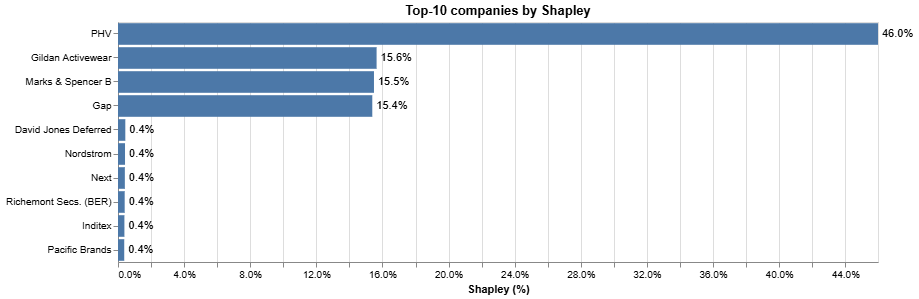 Top-10 companies by Shapley
PHV 46.0%
Gildan Activewear 15.6%
Marks & Spencer B 15.5%
Gap 15.4%
David Jones Deferred 0.4%
Nordstrom 0.4%
Next 0.4%
Richemont Secs. (BER) 0.4%
Inditex 0.4%
Pacific Brands 0.4%
0.0% 4.0% 8.0% 12.0% 16.0% 20.0% 24.0% 28.0% 32.0% 36.0% 40.0% 44.0%
Shapley (%)